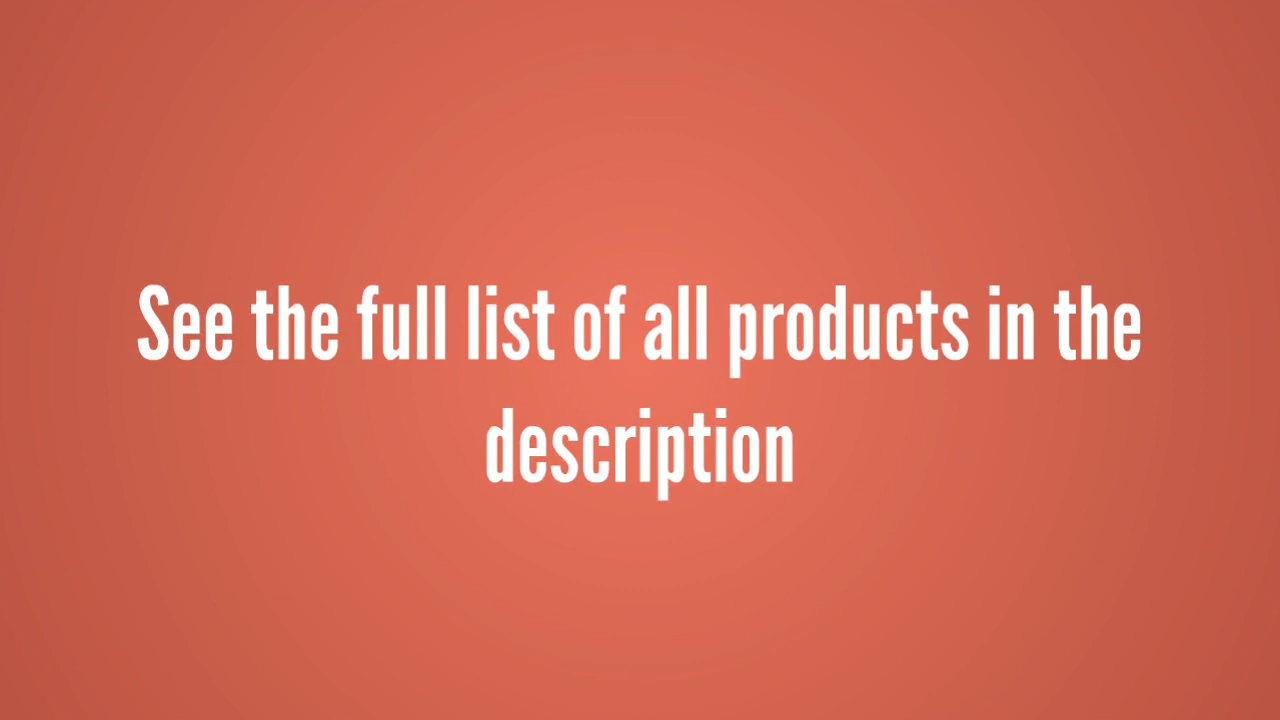 See the full list of all products in the
description